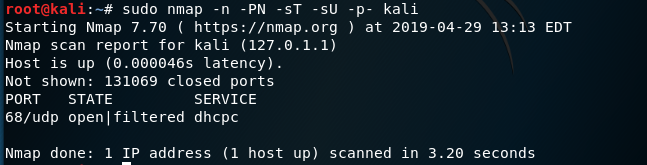 root@kali:~# sudo nmap -n -PN -sT -sU -p- kali
Starting Nmap 7.70 ( https://nmap.org ) at 2019-04-29 13:13 EDT
Nmap scan report for kali (127.0.1.1)
Host is up (0.000046s latency).
Not shown: 131069 closed ports
PORT   STATE         SERVICE
68/udp open|filtered dhcpc
Nmap done: 1 IP address (1 host up) scanned in 3.20 seconds